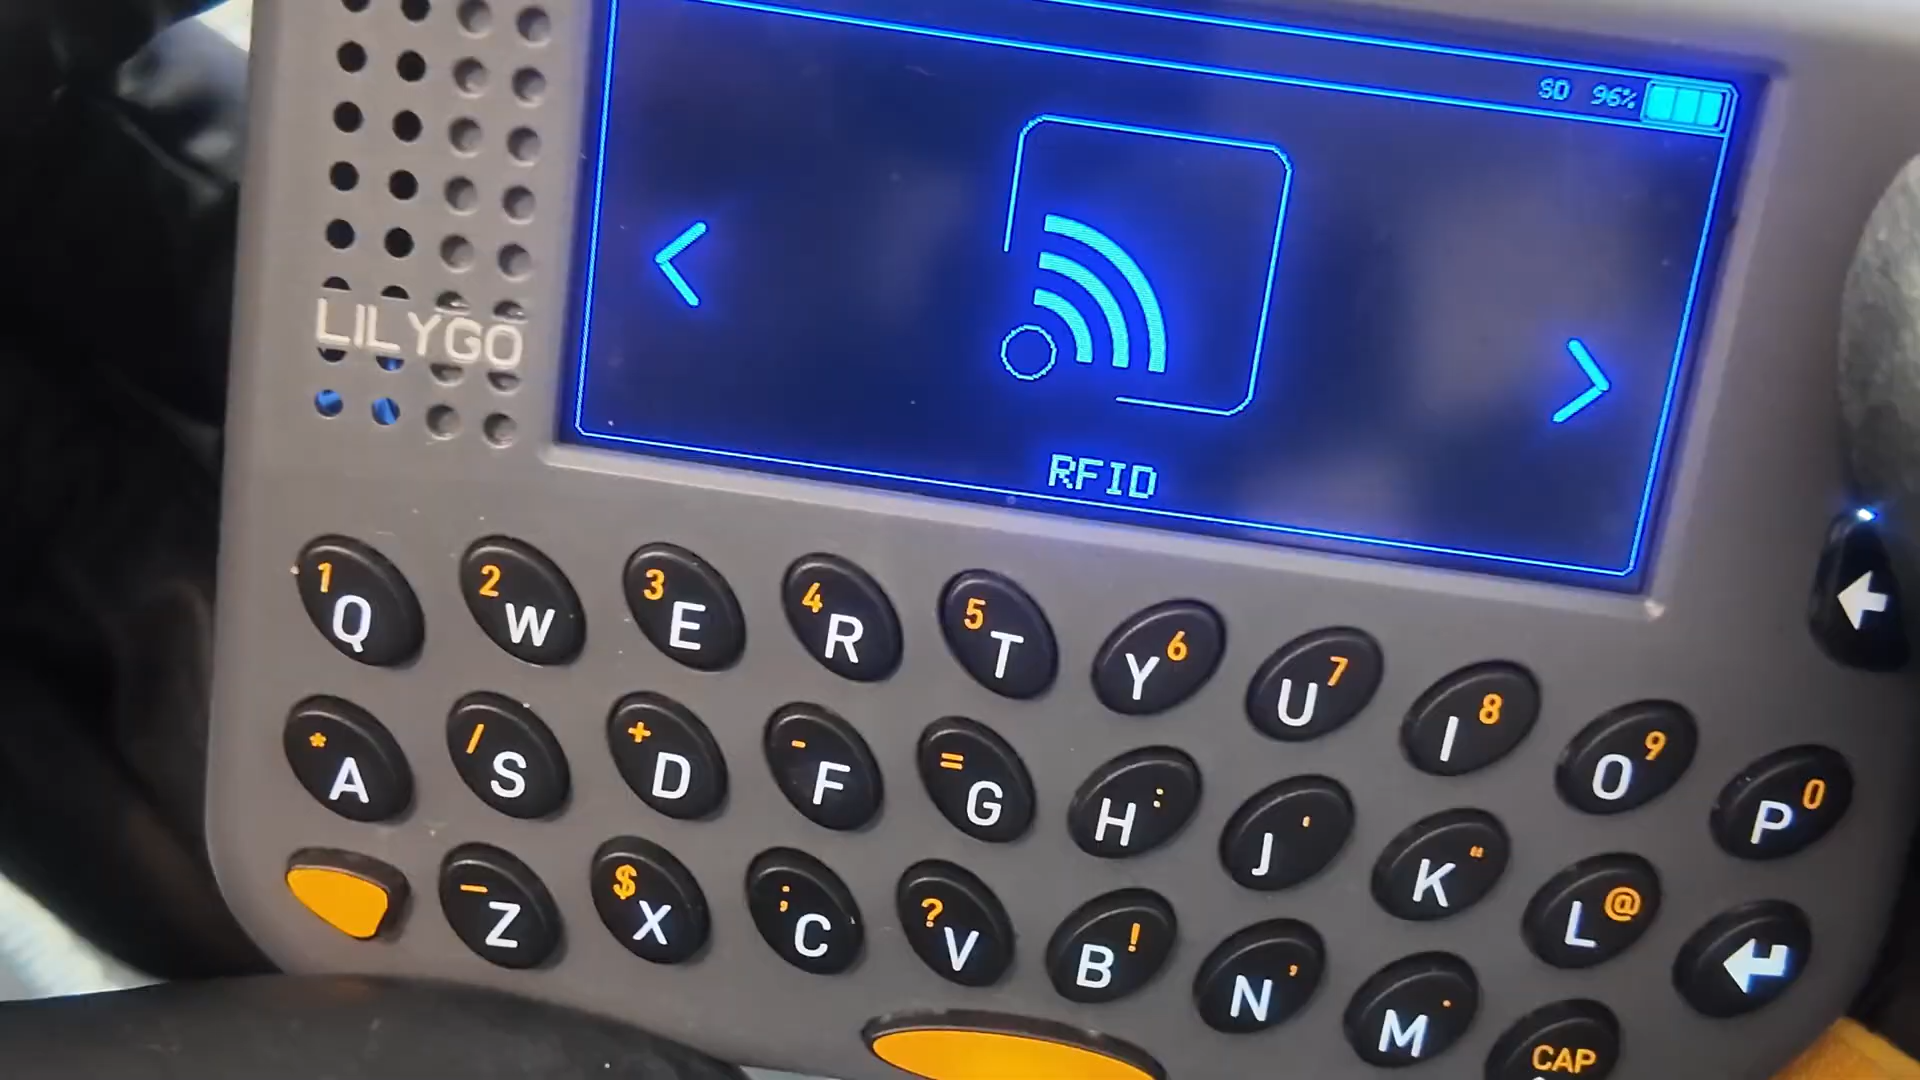 SD 96%
LILYGO
RFID
1 Q 2 W 3 E 4 R 5 T Y 6 U 7 I 8 O 9 P 0
* A / S + D - F = G H : J ' K " L @
_ Z $ X ; C ? V B ! N , M . CAP